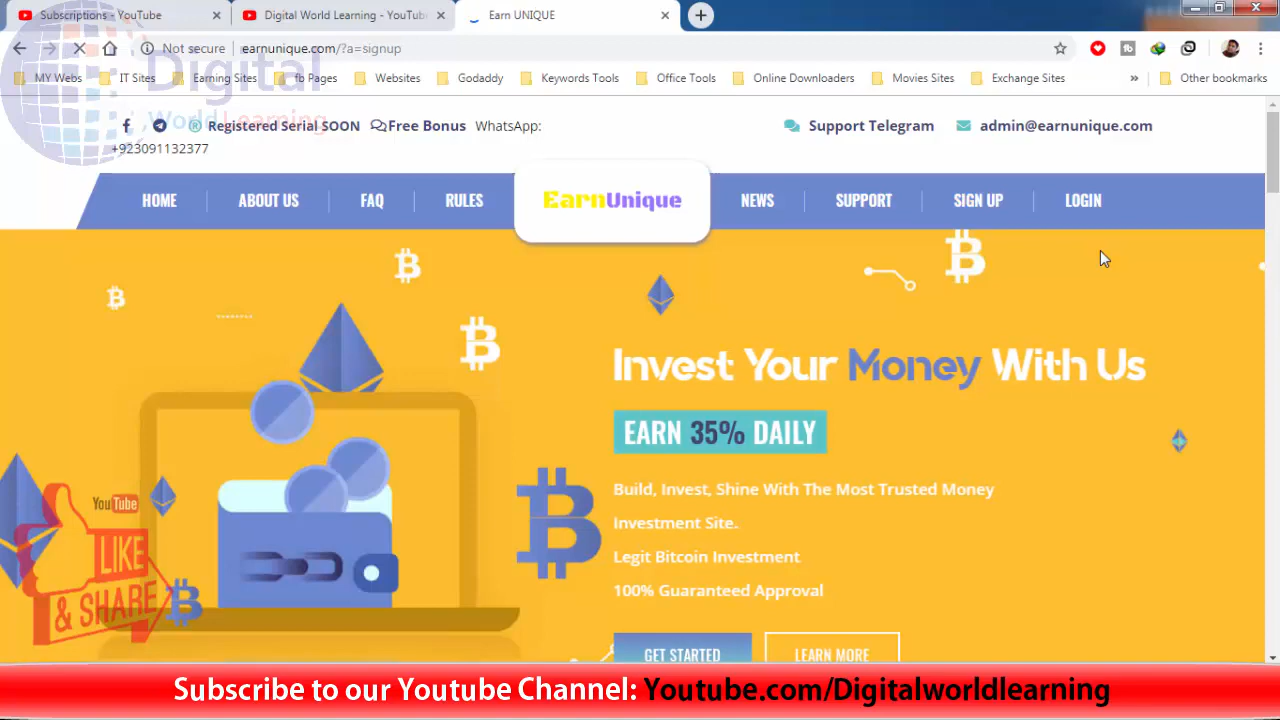 Subscriptions - YouTube
Digital World Learning - YouTub
Earn UNIQUE
Not secure
earnunique.com/?a=signup
MY Webs
IT Sites
Earning Sites
fb Pages
Websites
Godaddy
Keywords Tools
Office Tools
Online Downloaders
Movies Sites
Exchange Sites
Other bookmarks
Digital
World Learning
Registered Serial SOON
Free Bonus
WhatsApp:
+923091132377
Support Telegram
admin@earnunique.com
HOME
ABOUT US
FAQ
RULES
EarnUnique
NEWS
SUPPORT
SIGN UP
LOGIN
Invest Your Money With Us
EARN 35% DAILY
Build, Invest, Shine With The Most Trusted Money
Investment Site.
Legit Bitcoin Investment
100% Guaranteed Approval
GET STARTED
LEARN MORE
YouTube
LIKE
& SHARE
Subscribe to our Youtube Channel: Youtube.com/Digitalworldlearning